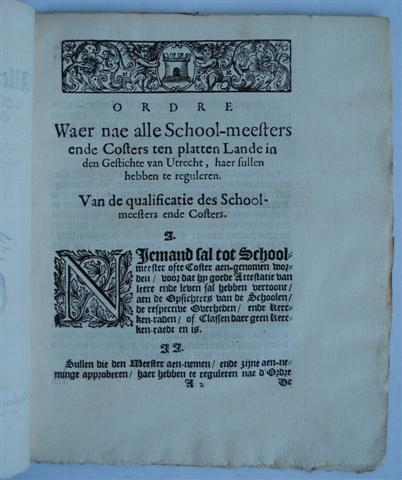 ORDRE
Waer nae alle School-meesters
ende Costers ten platten Lande in
den Gestichte van Utrecht, haer sullen
hebben te reguleren.
Van de qualificatie des School-
meesters ende Costers.
I.
NIemand sal tot School-
meester ofte Coster aen-genomen wor-
den / voor dat hy goede Attestatie van
leere ende leven sal hebben vertoont /
aen de Opsichters van de Schoolen /
de respective Overheden / ende Kerc-
ken-raden / of Classen daer geen Kerc-
ken-raedt en is.
II.
Sullen die den Meester aen-nemen / ende zijne aen-ne-
minge approberen / haer hebben te reguleren nae d'Ordre
A 2 De